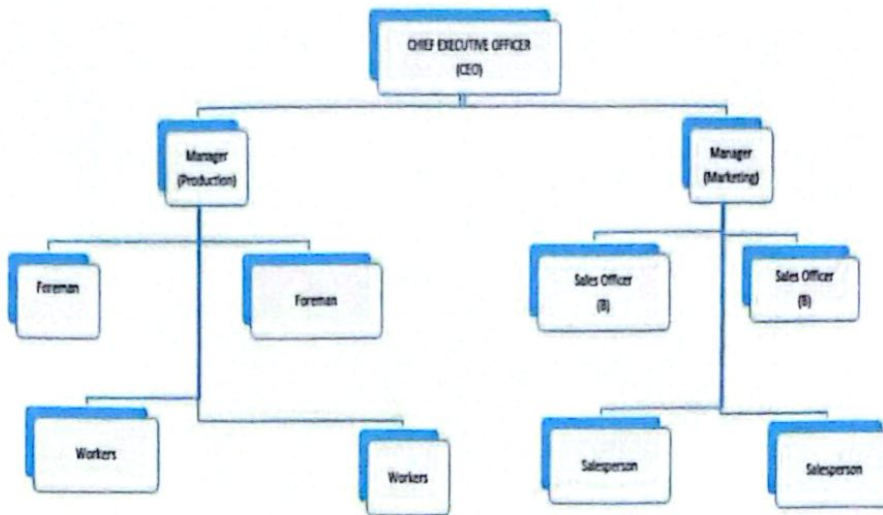 CHIEF EXECUTIVE OFFICER
(CEO)
Manager
(Production)
Manager
(Marketing)
Foreman
Foreman
Sales Officer
(B)
Sales Officer
(B)
Workers
Workers
Salesperson
Salesperson